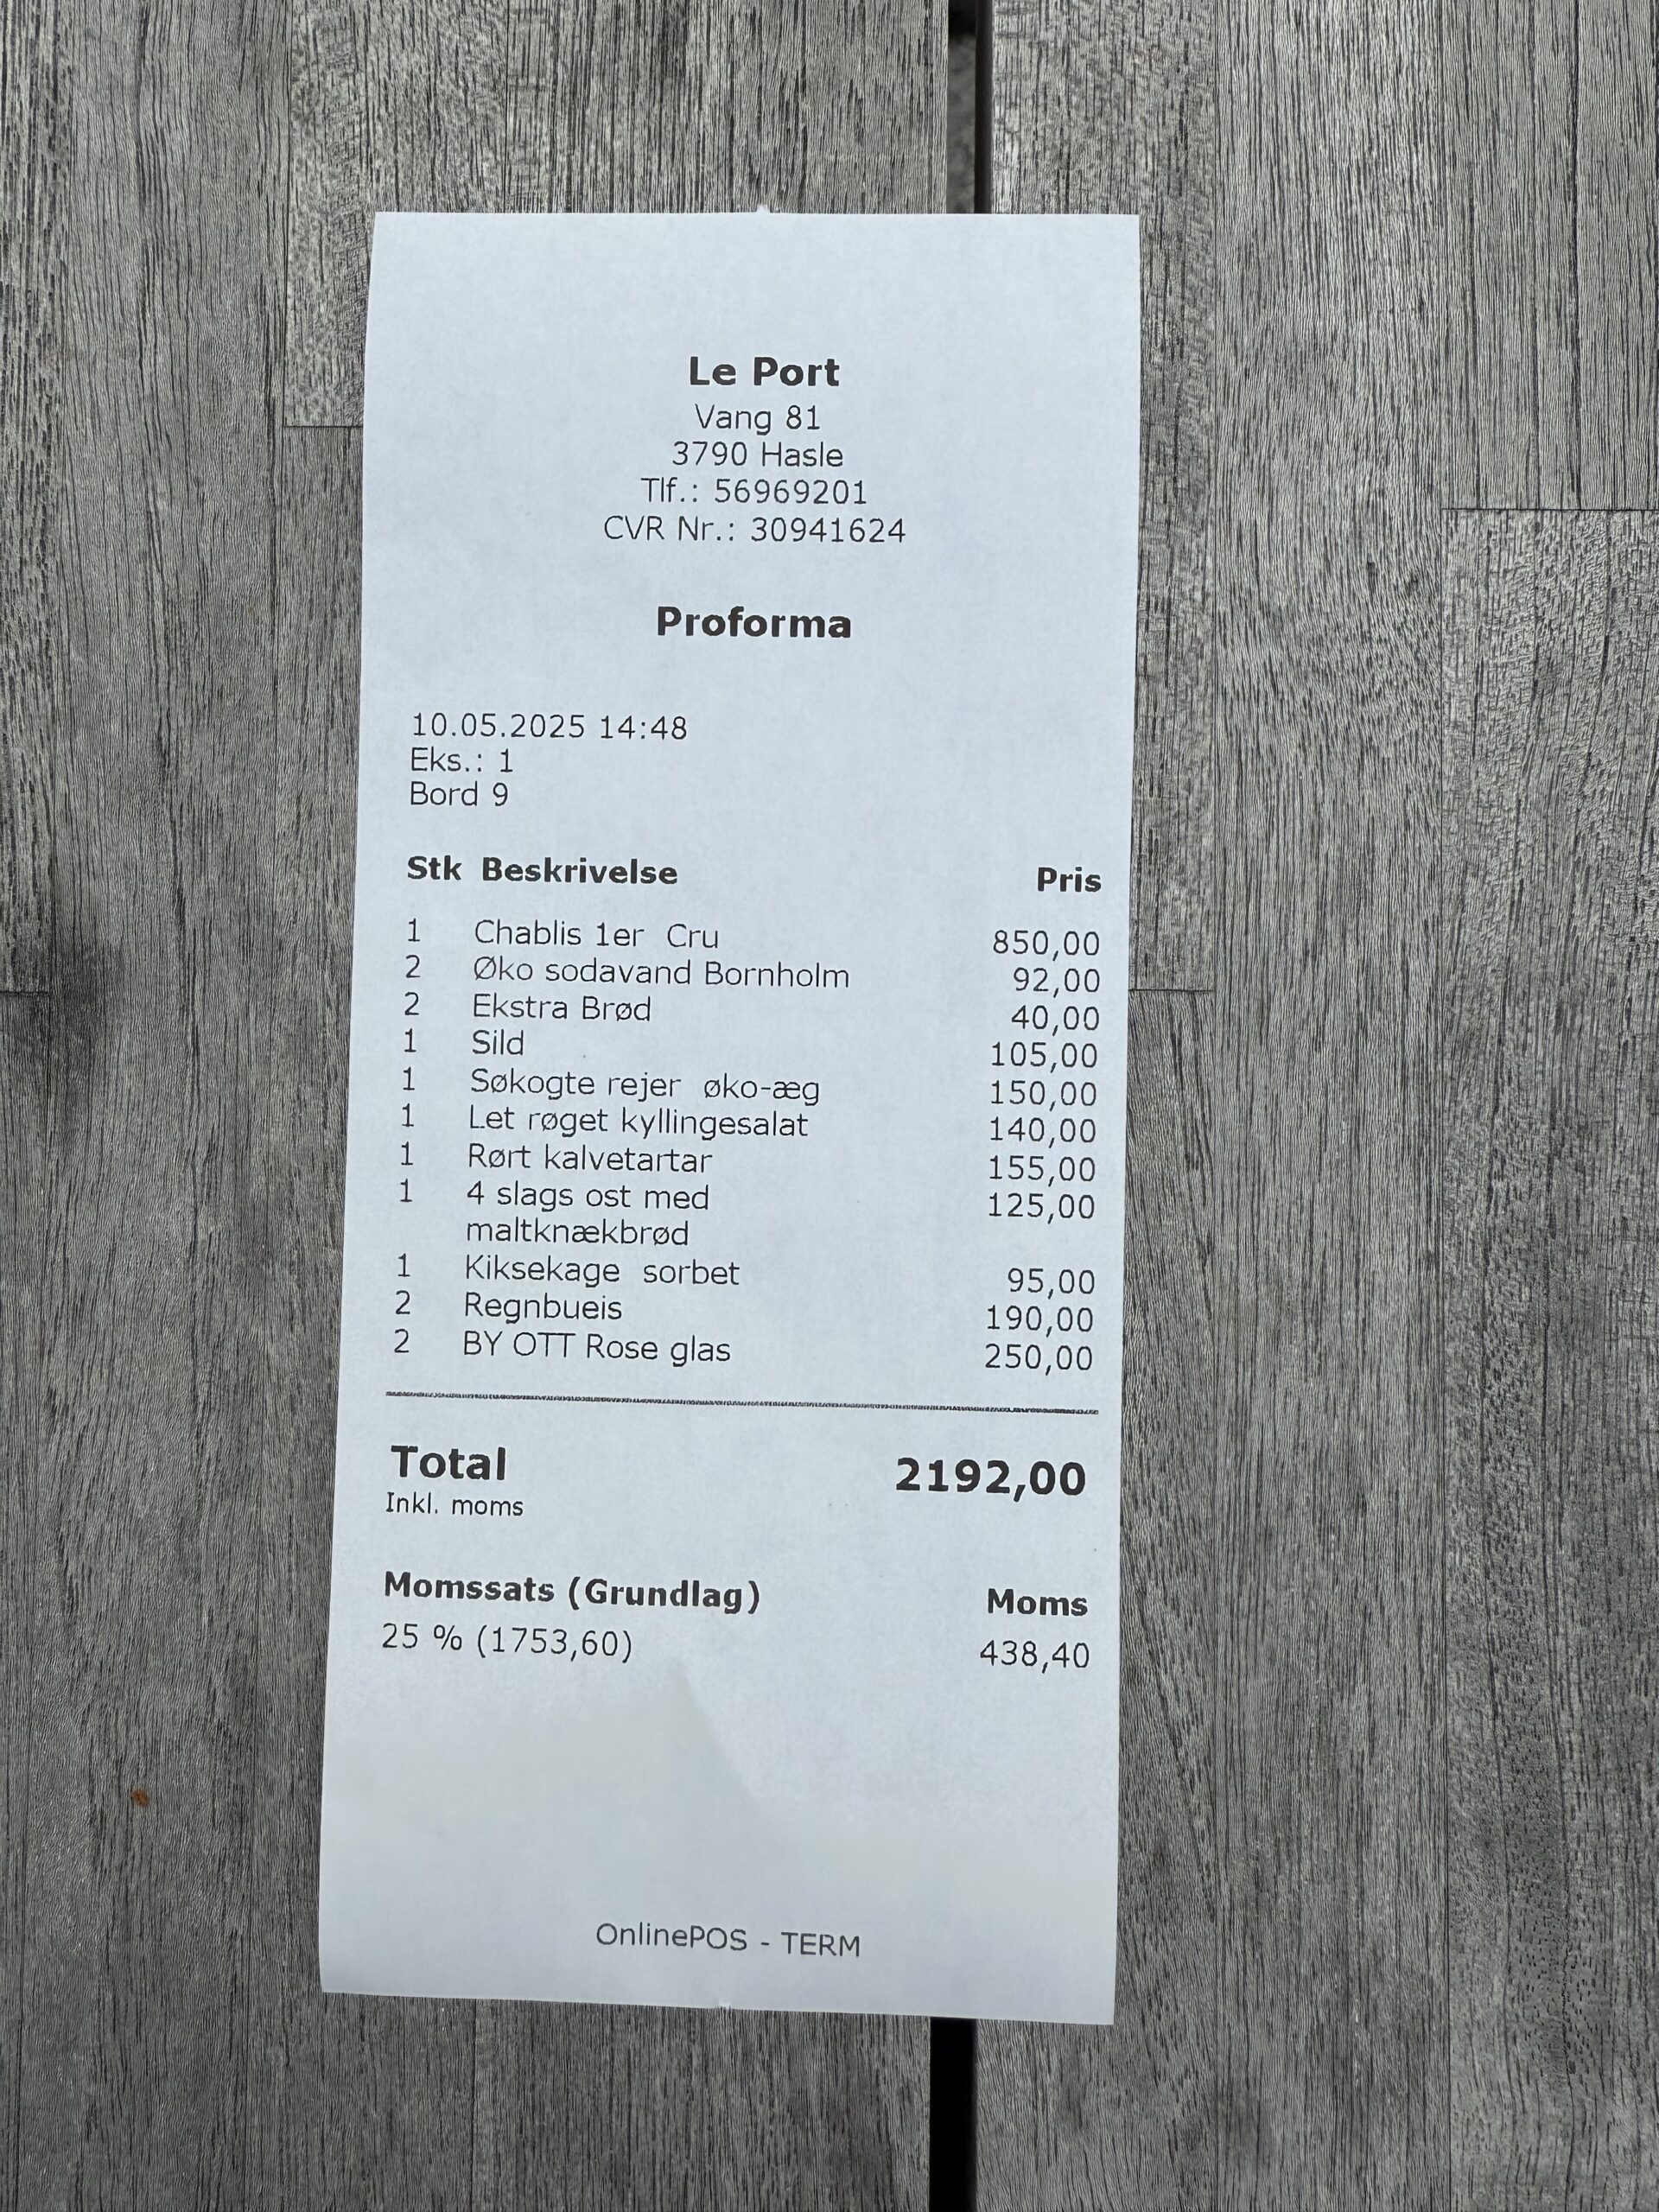 Le Port
Vang 81
3790 Hasle
Tlf.: 56969201
CVR Nr.: 30941624
Proforma
10.05.2025 14:48
Eks.: 1
Bord 9
Stk Beskrivelse Pris
1 Chablis 1er Cru 850,00
2 Øko sodavand Bornholm 92,00
2 Ekstra Brød 40,00
1 Sild 105,00
1 Søkogte rejer øko-æg 150,00
1 Let røget kyllingesalat 140,00
1 Rørt kalvetartar 155,00
1 4 slags ost med 125,00
maltknækbrød
1 Kiksekage sorbet 95,00
2 Regnbueis 190,00
2 BY OTT Rose glas 250,00
Total 2192,00
Inkl. moms
Momssats (Grundlag) Moms
25 % (1753,60) 438,40
OnlinePOS - TERM